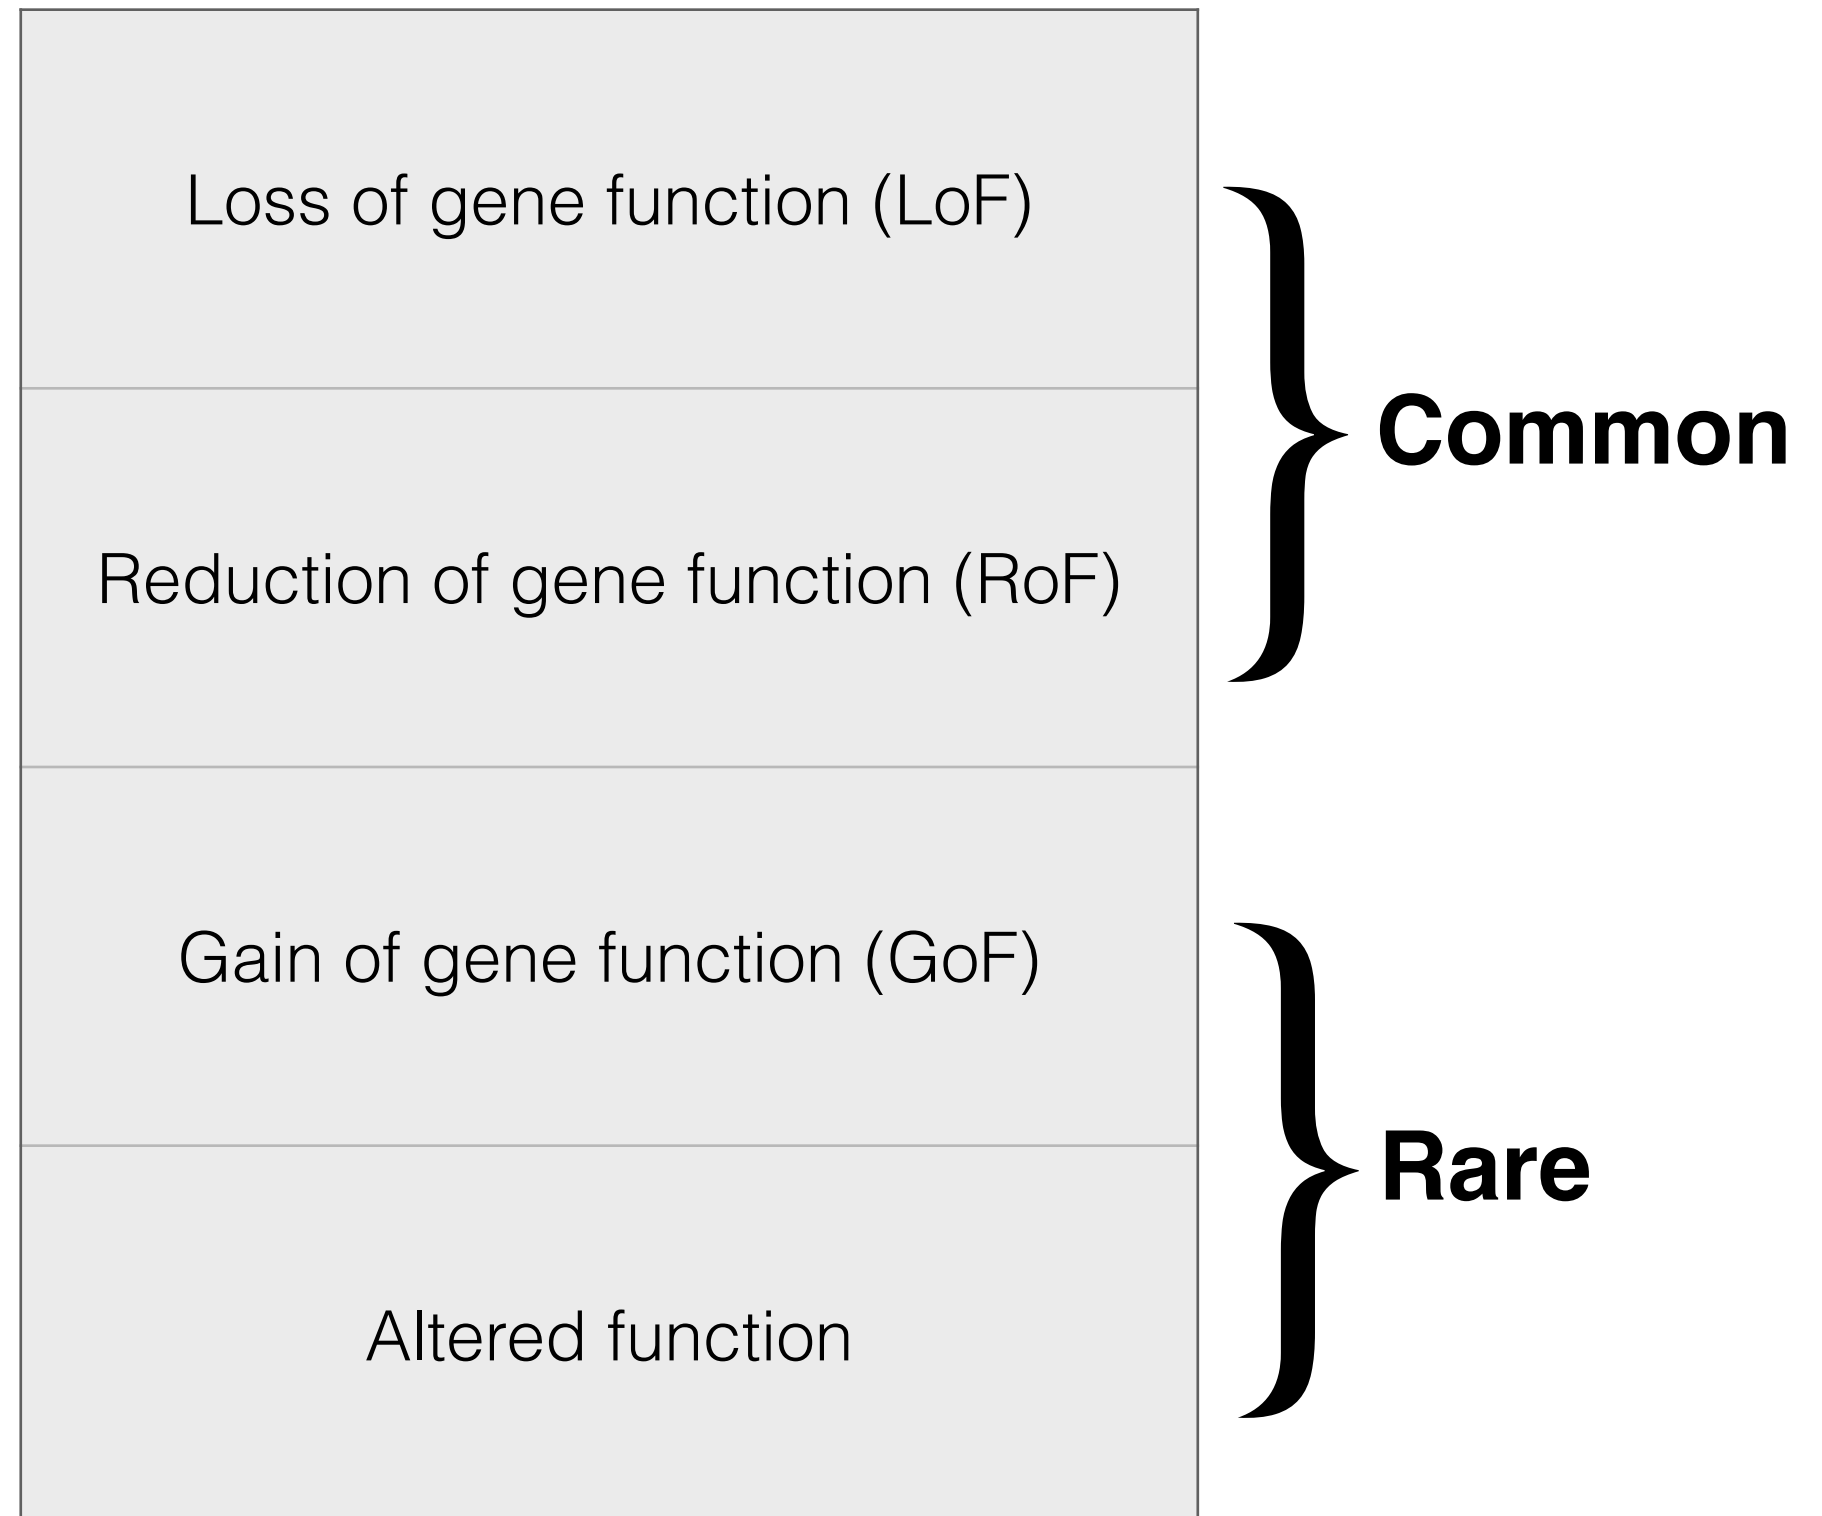 Loss of gene function (LoF)
Reduction of gene function (RoF)
Common
Gain of gene function (GoF)
Altered function
Rare